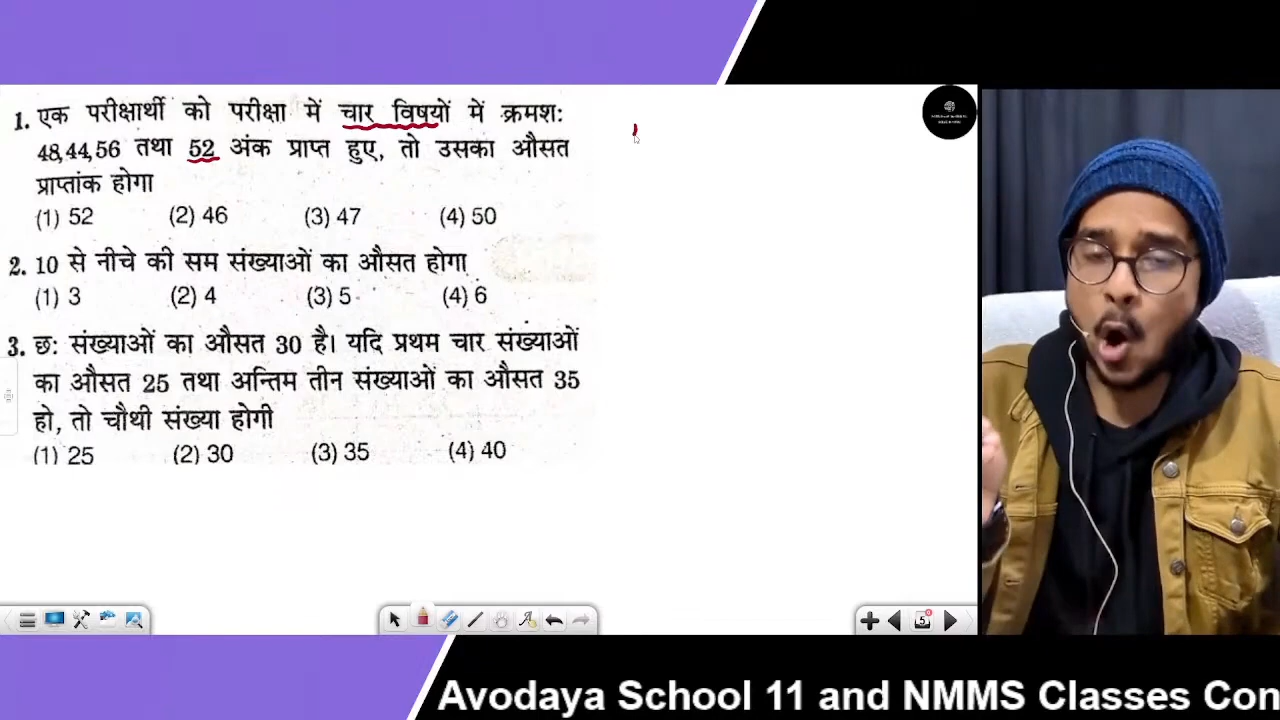 1. एक परीक्षार्थी को परीक्षा में चार विषयों में क्रमश:
48,44,56 तथा 52 अंक प्राप्त हुए, तो उसका औसत
प्राप्तांक होगा
(1) 52 (2) 46 (3) 47 (4) 50
2. 10 से नीचे की सम संख्याओं का औसत होगा
(1) 3 (2) 4 (3) 5 (4) 6
3. छ: संख्याओं का औसत 30 है। यदि प्रथम चार संख्याओं
का औसत 25 तथा अन्तिम तीन संख्याओं का औसत 35
हो, तो चौथी संख्या होगी
(1) 25 (2) 30 (3) 35 (4) 40
5
Avodaya School 11 and NMMS Classes Con